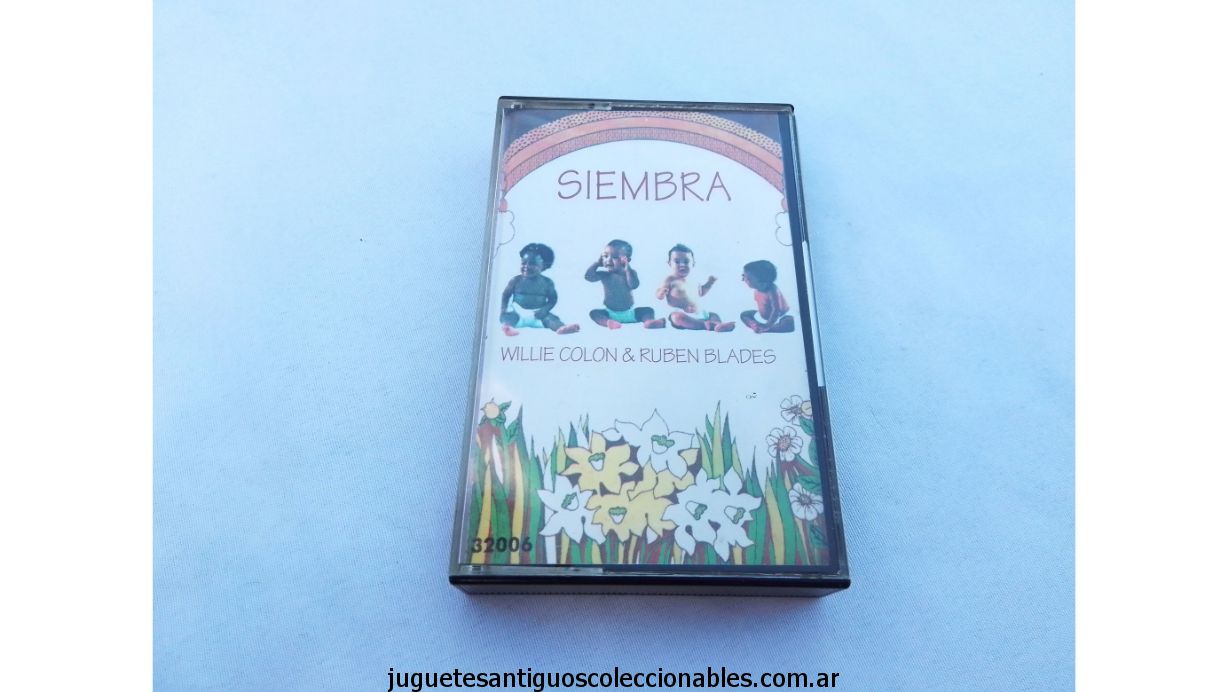 SIEMBRA
WILLIE COLON & RUBEN BLADES
32006
juguetesantiguoscoleccionables.com.ar